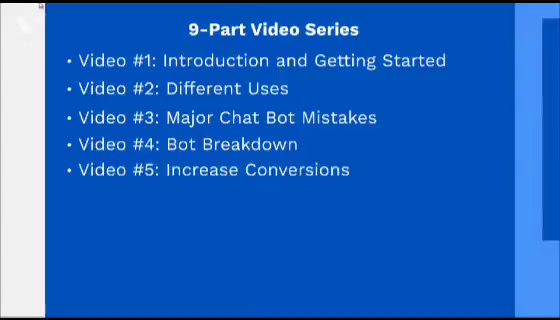 9-Part Video Series
• Video #1: Introduction and Getting Started
• Video #2: Different Uses
• Video #3: Major Chat Bot Mistakes
• Video #4: Bot Breakdown
• Video #5: Increase Conversions